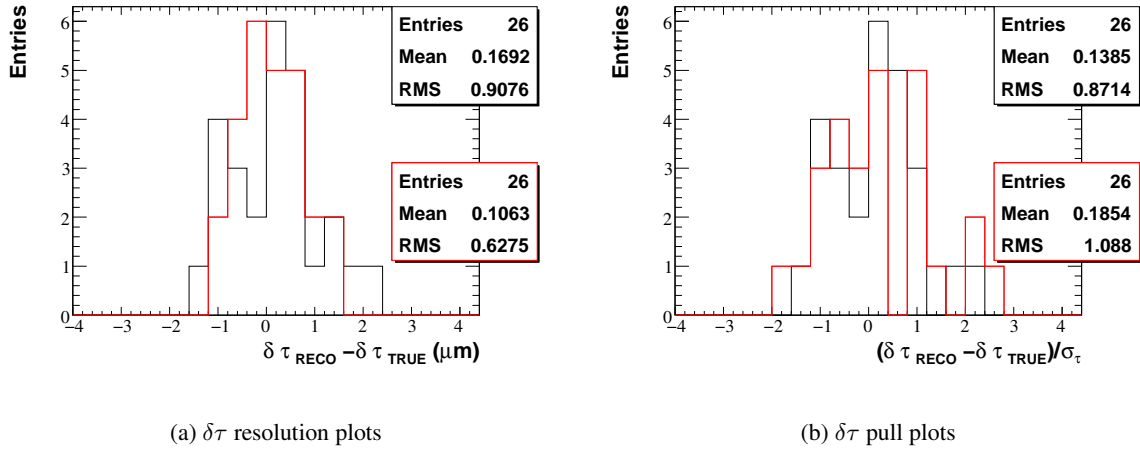 Entries
6
5
4
3
2
1
0
Entries 26
Mean 0.1692
RMS 0.9076
Entries 26
Mean 0.1063
RMS 0.6275
−4 −3 −2 −1 0 1 2 3 4
δ τ RECO −δ τ TRUE (μm)
(a) δτ resolution plots
Entries
6
5
4
3
2
1
0
Entries 26
Mean 0.1385
RMS 0.8714
Entries 26
Mean 0.1854
RMS 1.088
−4 −3 −2 −1 0 1 2 3 4
(δ τ RECO −δ τ TRUE)/στ
(b) δτ pull plots